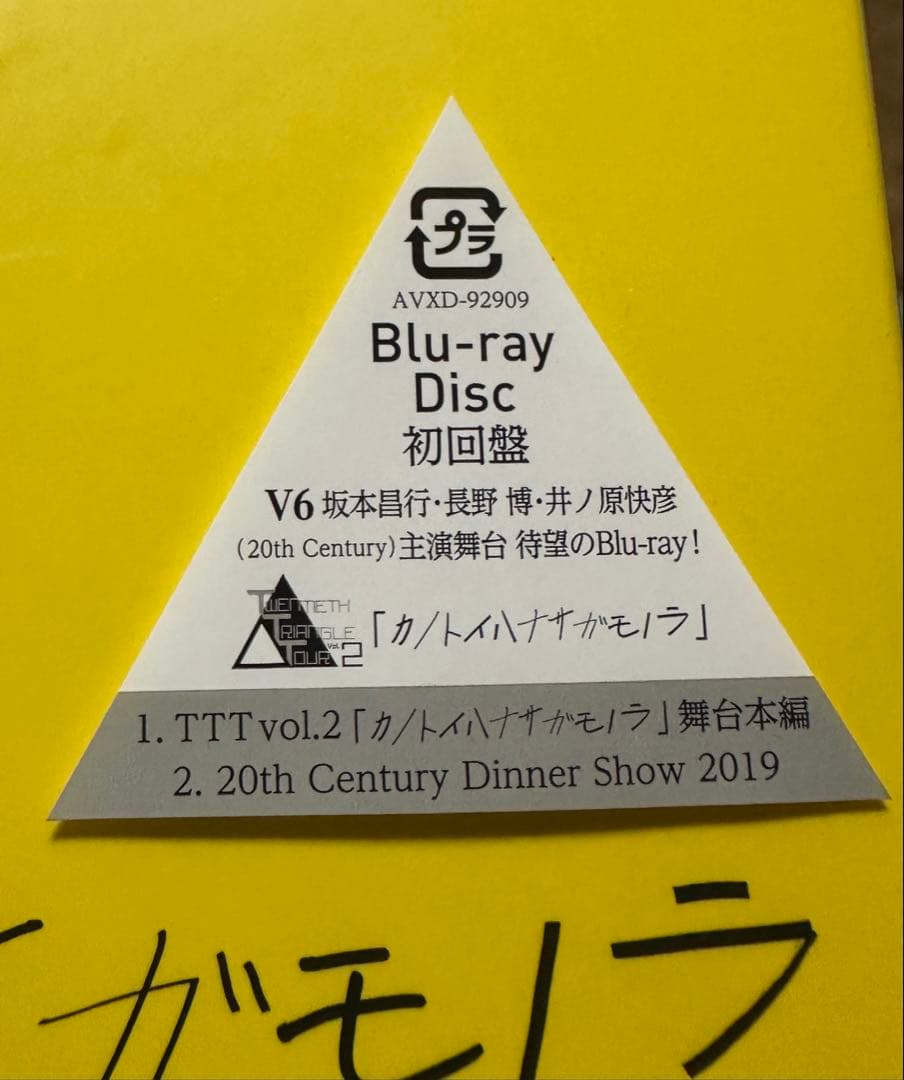 プラ
AVXD-92909
Blu-ray
Disc
初回盤
V6 坂本昌行・長野 博・井ノ原快彦
(20th Century)主演舞台 待望のBlu-ray!
TWENTIETH
TRIANGLE
TOUR Vol.2
「カノトイハナサガモノラ」
1. TTT vol.2「カノトイハナサガモノラ」舞台本編
2. 20th Century Dinner Show 2019
ガモノラ